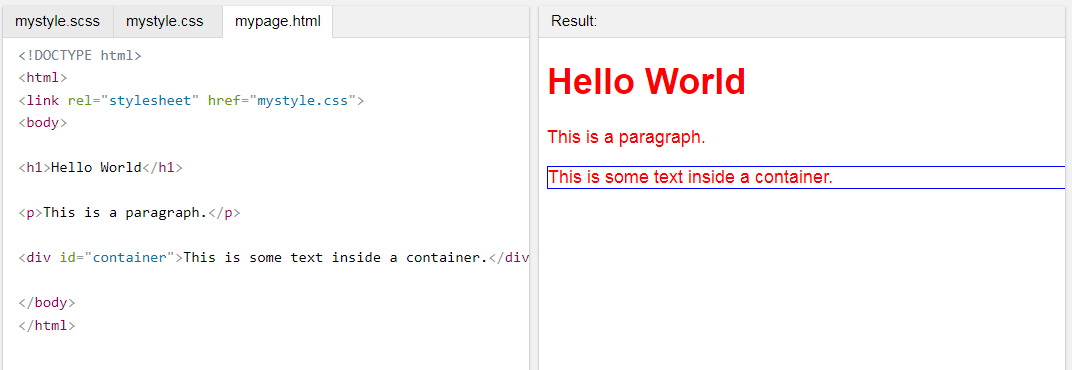 mystyle.scss mystyle.css mypage.html
<!DOCTYPE html>
<html>
<link rel="stylesheet" href="mystyle.css">
<body>
<h1>Hello World</h1>
<p>This is a paragraph.</p>
<div id="container">This is some text inside a container.</div
</body>
</html>
Result:
Hello World
This is a paragraph.
This is some text inside a container.